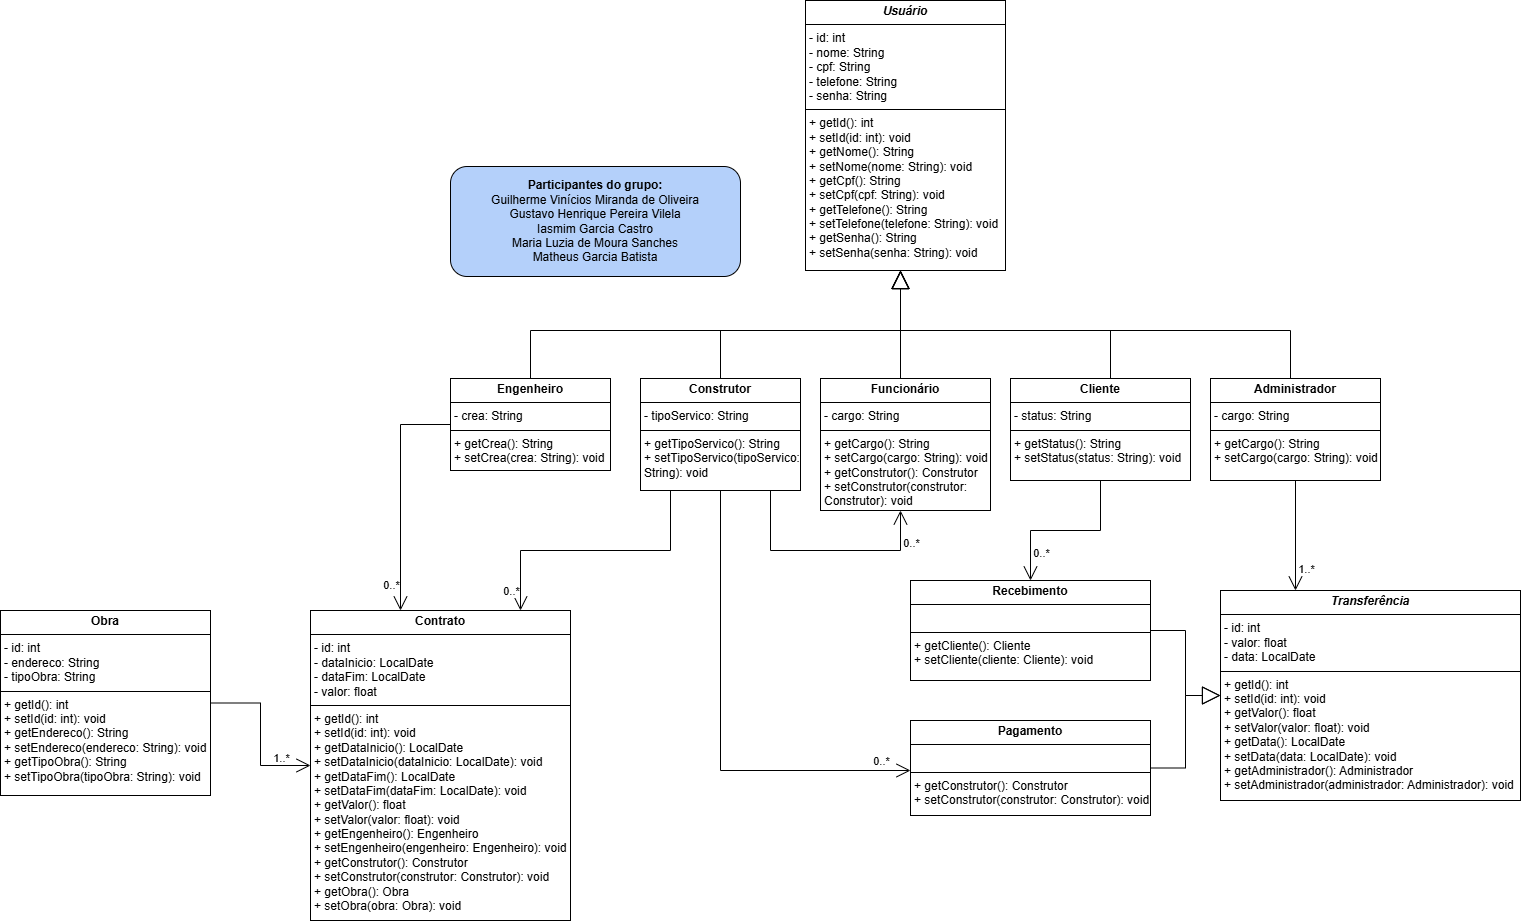 Usuário
- id: int
- nome: String
- cpf: String
- telefone: String
- senha: String
+ getId(): int
+ setId(id: int): void
+ getNome(): String
+ setNome(nome: String): void
+ getCpf(): String
+ setCpf(cpf: String): void
+ getTelefone(): String
+ setTelefone(telefone: String): void
+ getSenha(): String
+ setSenha(senha: String): void
Participantes do grupo:
Guilherme Vinícios Miranda de Oliveira
Gustavo Henrique Pereira Vilela
Iasmim Garcia Castro
Maria Luzia de Moura Sanches
Matheus Garcia Batista
Engenheiro
- crea: String
+ getCrea(): String
+ setCrea(crea: String): void
Construtor
- tipoServico: String
+ getTipoServico(): String
+ setTipoServico(tipoServico:
String): void
Funcionário
- cargo: String
+ getCargo(): String
+ setCargo(cargo: String): void
+ getConstrutor(): Construtor
+ setConstrutor(construtor:
Construtor): void
Cliente
- status: String
+ getStatus(): String
+ setStatus(status: String): void
Administrador
- cargo: String
+ getCargo(): String
+ setCargo(cargo: String): void
0..*
0..*
0..*
0..*
1..*
Obra
- id: int
- endereco: String
- tipoObra: String
+ getId(): int
+ setId(id: int): void
+ getEndereco(): String
+ setEndereco(endereco: String): void
+ getTipoObra(): String
+ setTipoObra(tipoObra: String): void
1..*
Contrato
- id: int
- dataInicio: LocalDate
- dataFim: LocalDate
- valor: float
+ getId(): int
+ setId(id: int): void
+ getDataInicio(): LocalDate
+ setDataInicio(dataInicio: LocalDate): void
+ getDataFim(): LocalDate
+ setDataFim(dataFim: LocalDate): void
+ getValor(): float
+ setValor(valor: float): void
+ getEngenheiro(): Engenheiro
+ setEngenheiro(engenheiro: Engenheiro): void
+ getConstrutor(): Construtor
+ setConstrutor(construtor: Construtor): void
+ getObra(): Obra
+ setObra(obra: Obra): void
Recebimento
+ getCliente(): Cliente
+ setCliente(cliente: Cliente): void
0..*
Pagamento
+ getConstrutor(): Construtor
+ setConstrutor(construtor: Construtor): void
Transferência
- id: int
- valor: float
- data: LocalDate
+ getId(): int
+ setId(id: int): void
+ getValor(): float
+ setValor(valor: float): void
+ getData(): LocalDate
+ setData(data: LocalDate): void
+ getAdministrador(): Administrador
+ setAdministrador(administrador: Administrador): void